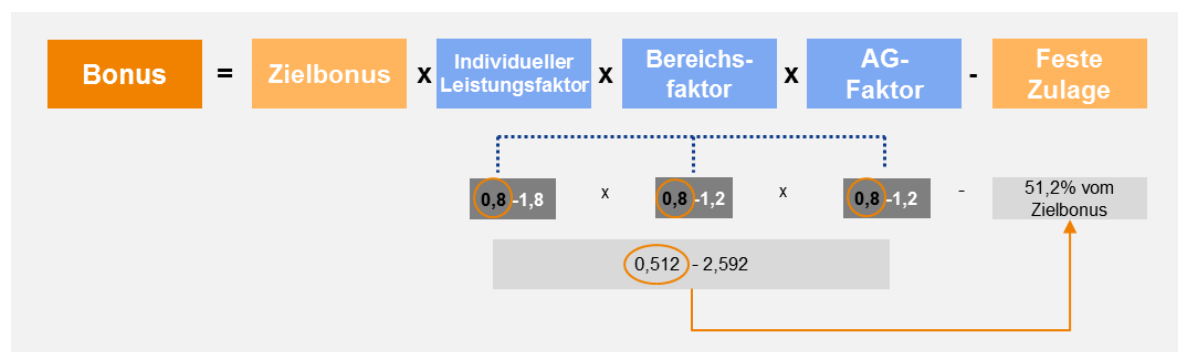 Bonus = Zielbonus x Individueller Leistungsfaktor x Bereichs-faktor x AG-Faktor - Feste Zulage
0,8-1,8 x 0,8-1,2 x 0,8-1,2 - 51,2% vom Zielbonus
0,512 - 2,592